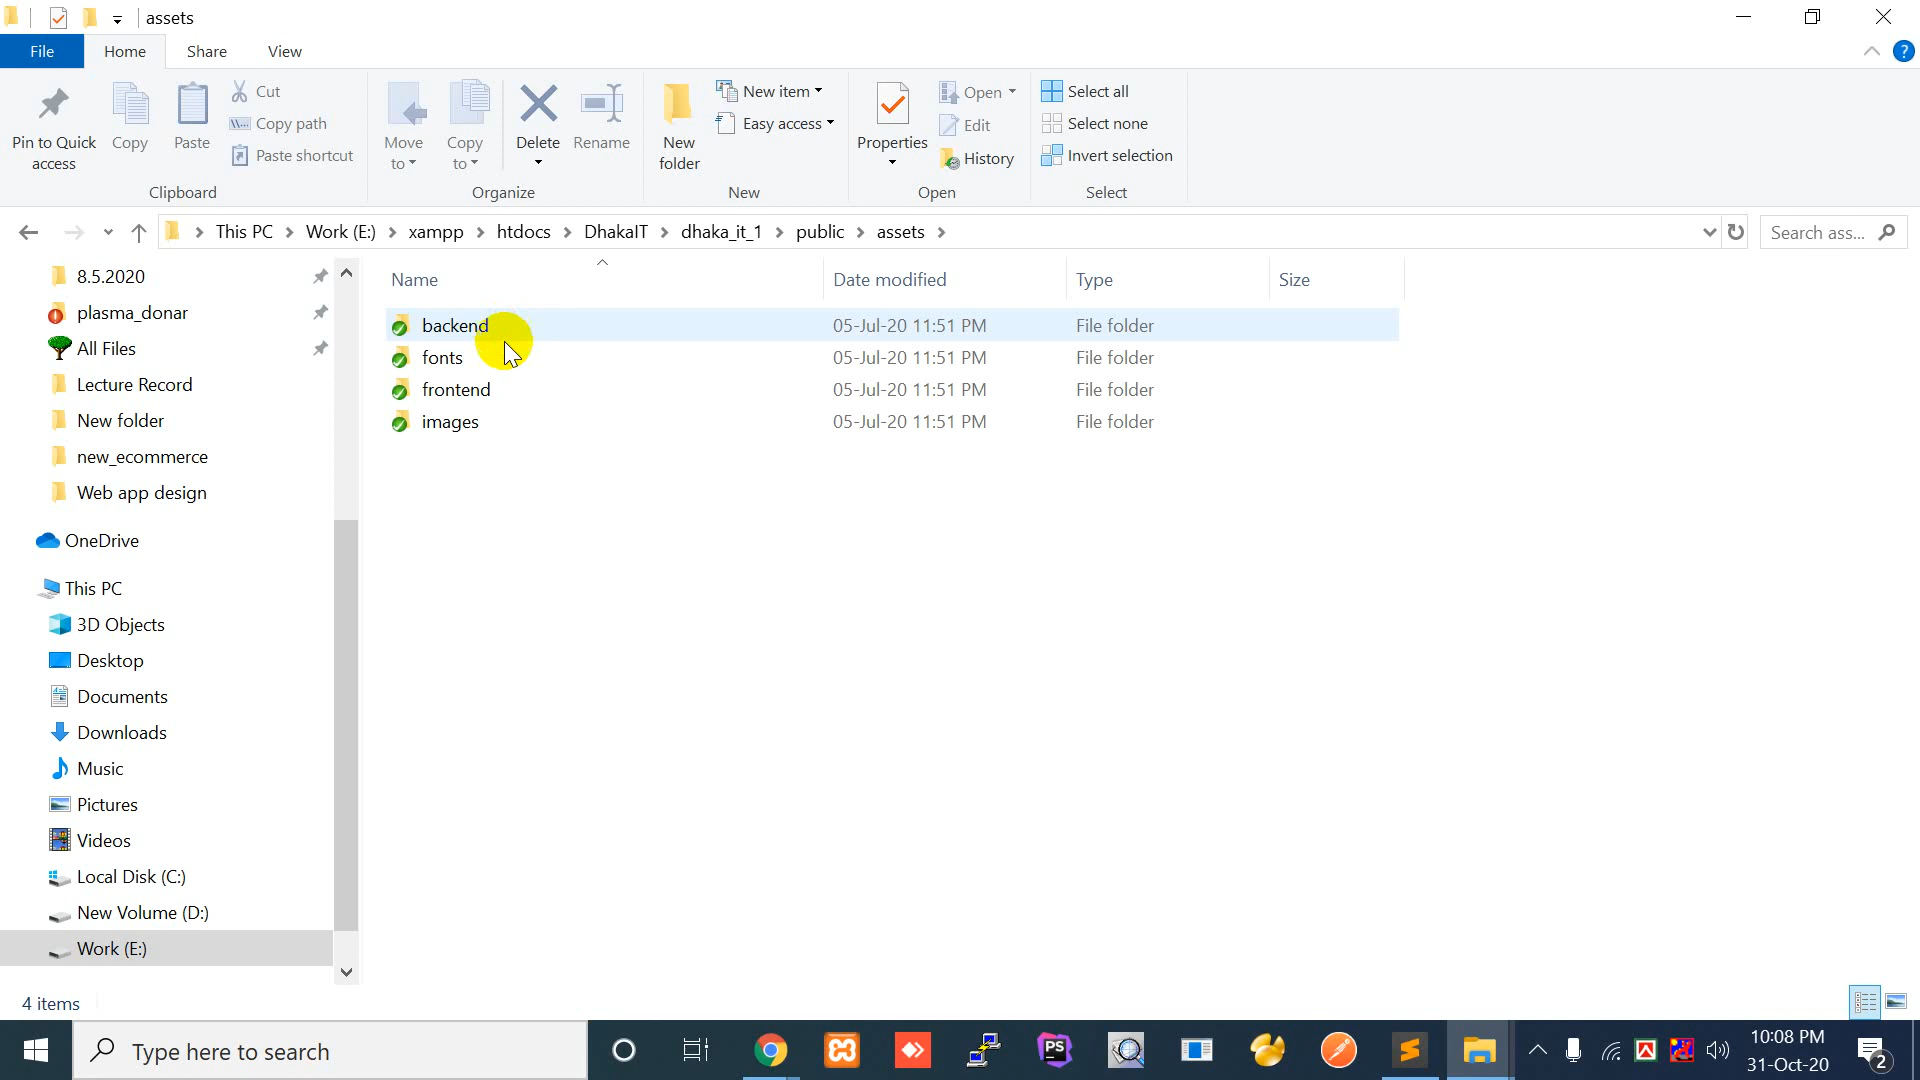 assets
File Home Share View
Pin to Quick access
Copy
Paste
Cut
Copy path
Paste shortcut
Clipboard
Move to
Copy to
Delete
Rename
Organize
New folder
New item
Easy access
New
Properties
Open
Edit
History
Open
Select all
Select none
Invert selection
Select
This PC > Work (E:) > xampp > htdocs > DhakaIT > dhaka_it_1 > public > assets >
Search ass...
Name Date modified Type Size
backend 05-Jul-20 11:51 PM File folder
fonts 05-Jul-20 11:51 PM File folder
frontend 05-Jul-20 11:51 PM File folder
images 05-Jul-20 11:51 PM File folder
8.5.2020
plasma_donar
All Files
Lecture Record
New folder
new_ecommerce
Web app design
OneDrive
This PC
3D Objects
Desktop
Documents
Downloads
Music
Pictures
Videos
Local Disk (C:)
New Volume (D:)
Work (E:)
4 items
Type here to search
PS
10:08 PM
31-Oct-20
2